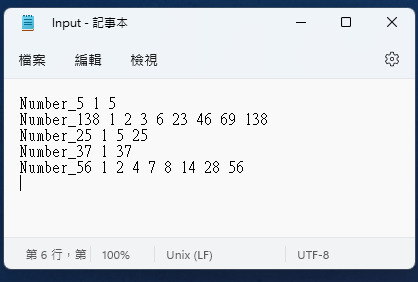 Input - 記事本
檔案 編輯 檢視
Number_5 1 5
Number_138 1 2 3 6 23 46 69 138
Number_25 1 5 25
Number_37 1 37
Number_56 1 2 4 7 8 14 28 56
第 6 行，第 100% Unix (LF) UTF-8